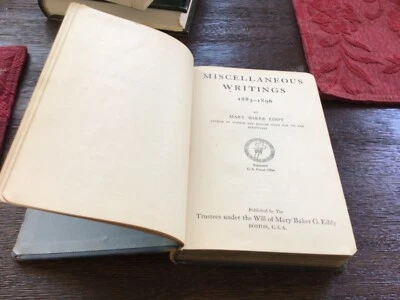 MISCELLANEOUS
WRITINGS
1883–1896
BY
MARY BAKER EDDY
AUTHOR OF SCIENCE AND HEALTH WITH KEY TO THE
SCRIPTURES
Registered
U.S. Patent Office
Published by The
Trustees under the Will of Mary Baker G. Eddy
BOSTON, U.S.A.